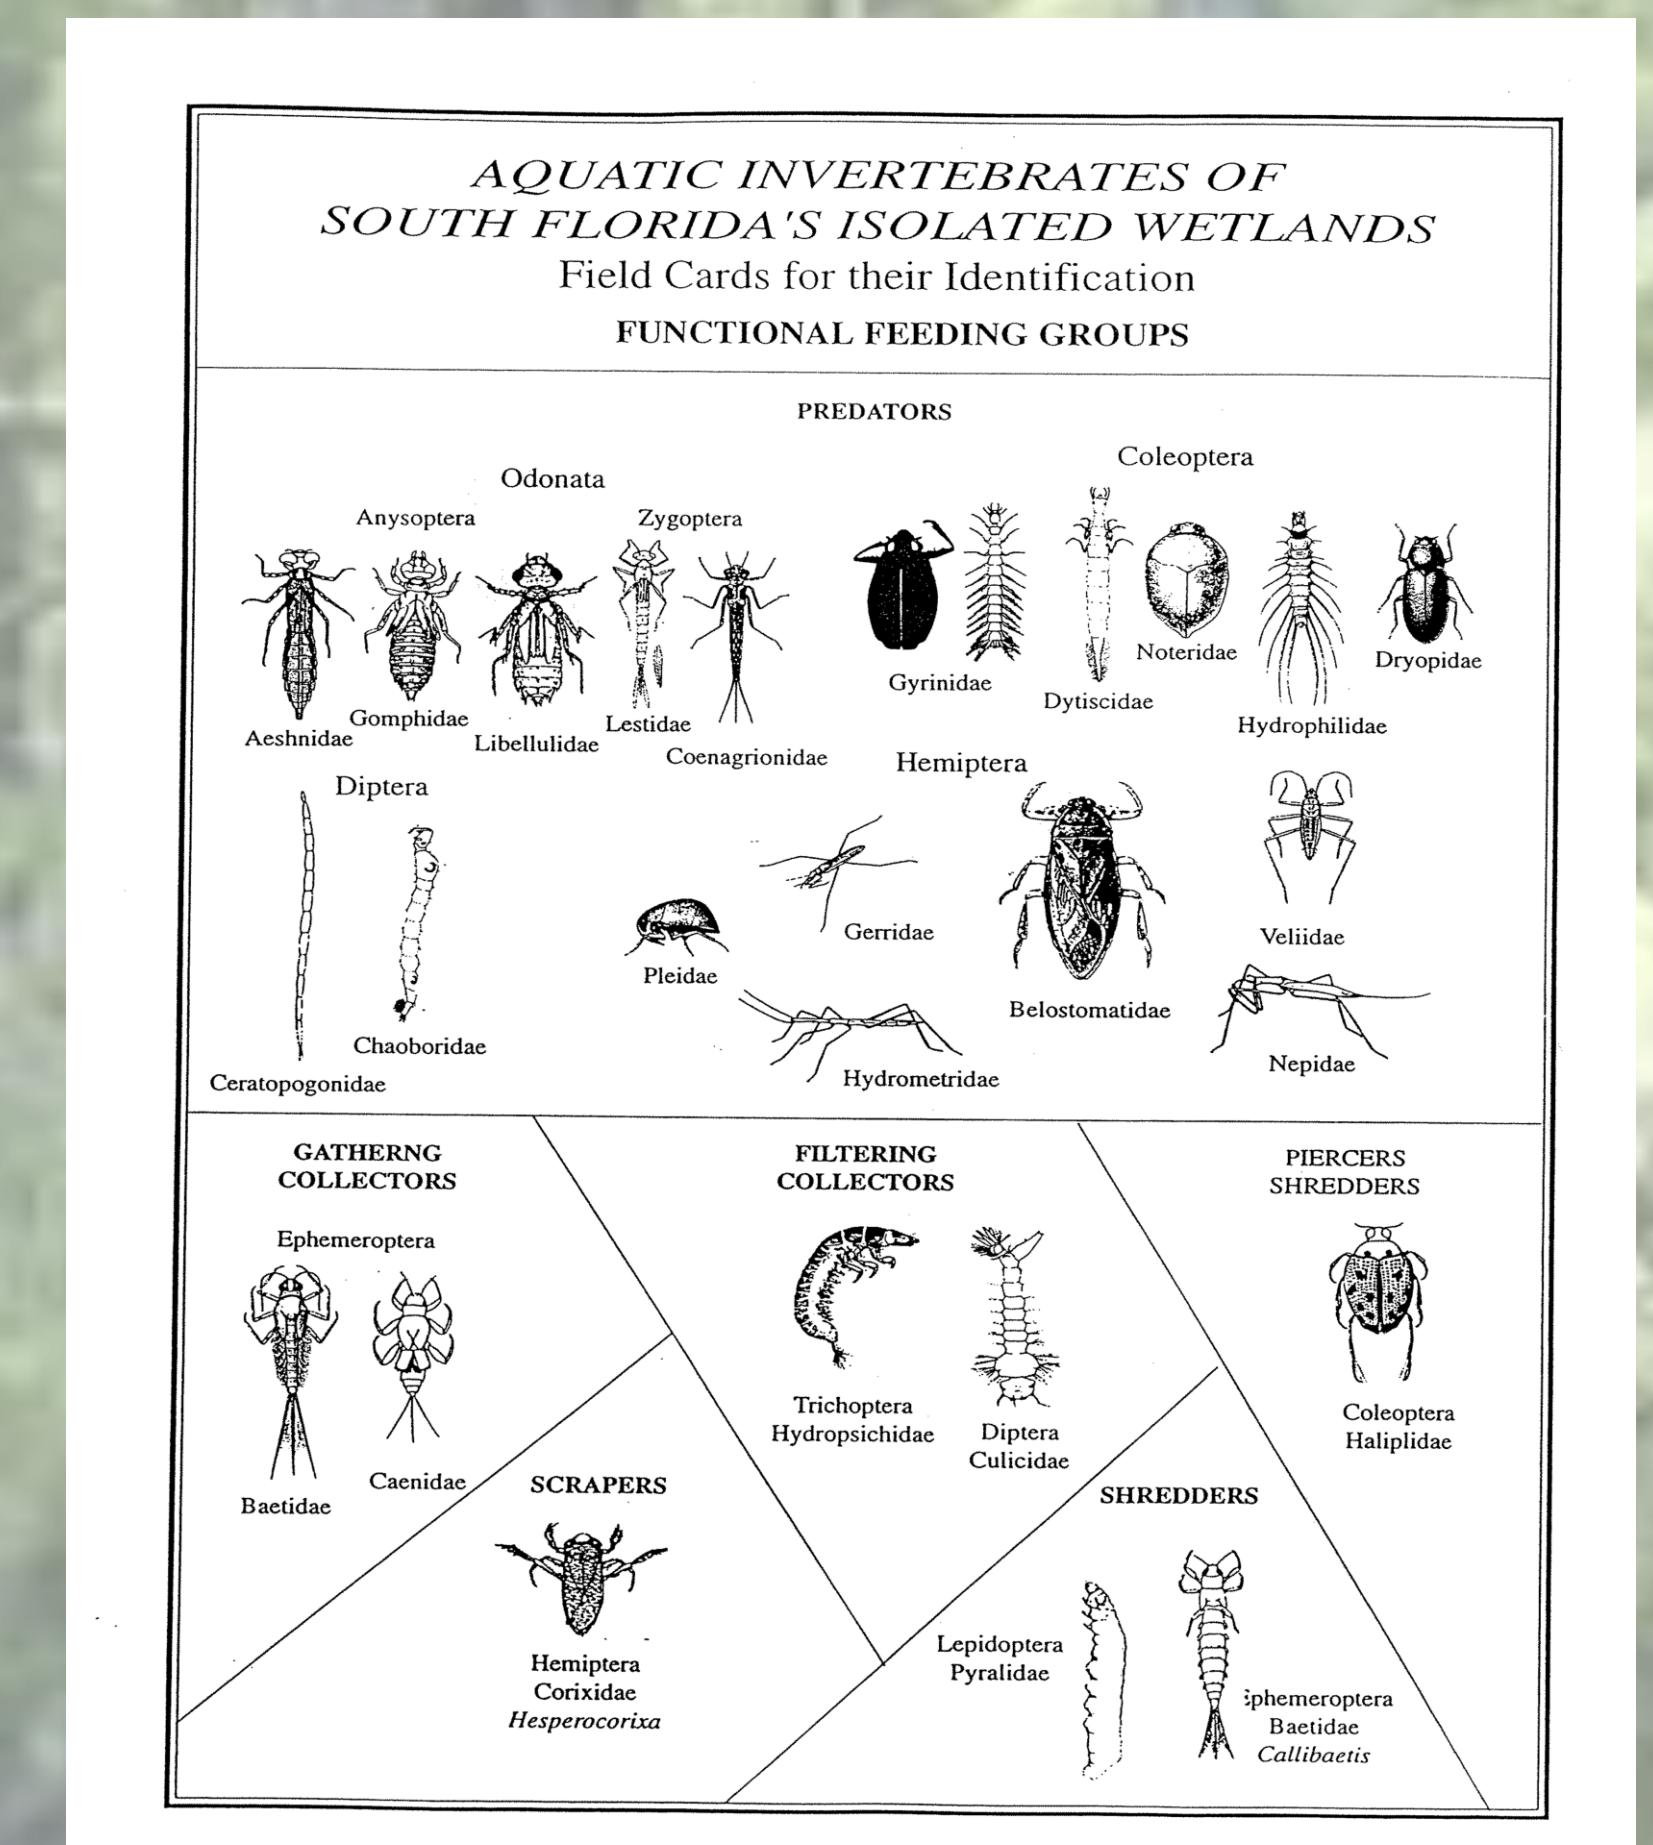 AQUATIC INVERTEBRATES OF
SOUTH FLORIDA'S ISOLATED WETLANDS
Field Cards for their Identification
FUNCTIONAL FEEDING GROUPS
PREDATORS
Odonata
Anysoptera
Zygoptera
Aeshnidae
Gomphidae
Libellulidae
Lestidae
Coenagrionidae
Coleoptera
Gyrinidae
Dytiscidae
Noteridae
Hydrophilidae
Dryopidae
Diptera
Ceratopogonidae
Chaoboridae
Hemiptera
Pleidae
Gerridae
Hydrometridae
Belostomatidae
Veliidae
Nepidae
GATHERNG
COLLECTORS
Ephemeroptera
Baetidae
Caenidae
FILTERING
COLLECTORS
Trichoptera
Hydropsichidae
Diptera
Culicidae
PIERCERS
SHREDDERS
Coleoptera
Haliplidae
SCRAPERS
Hemiptera
Corixidae
Hesperocorixa
SHREDDERS
Lepidoptera
Pyralidae
phemeroptera
Baetidae
Callibaetis